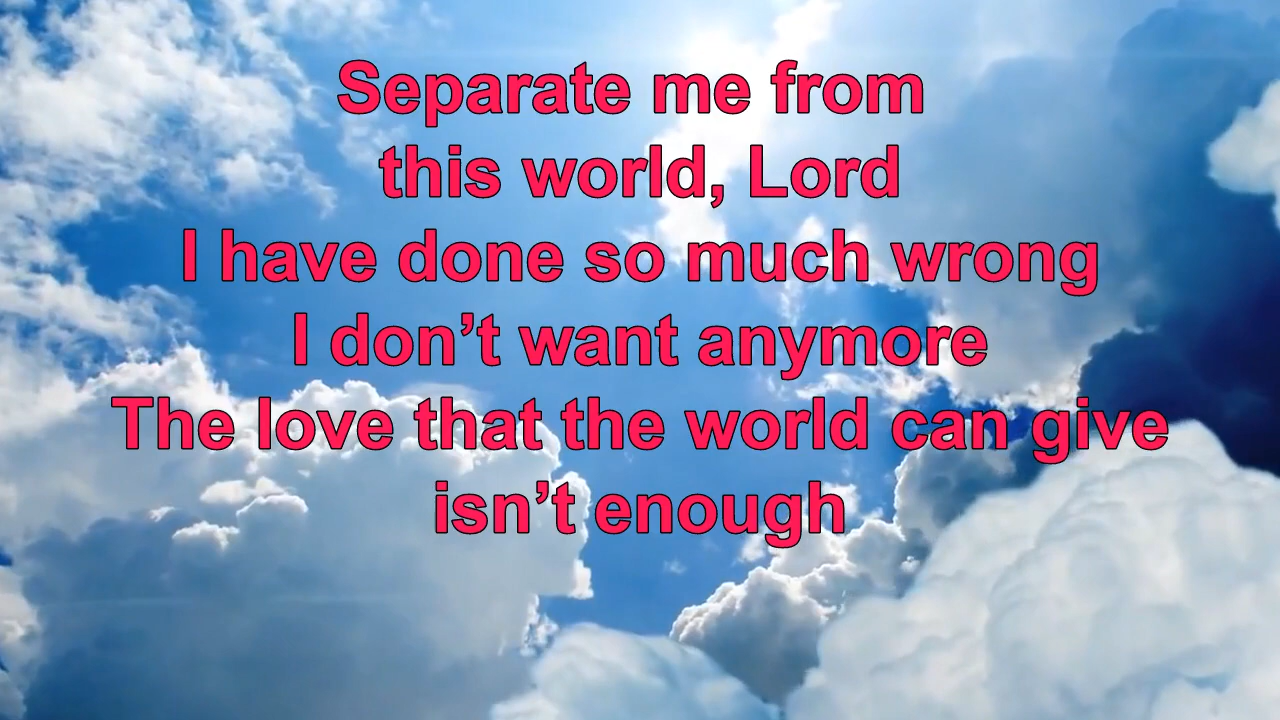 Separate me from
this world, Lord
I have done so much wrong
I don’t want anymore
The love that the world can give
isn’t enough